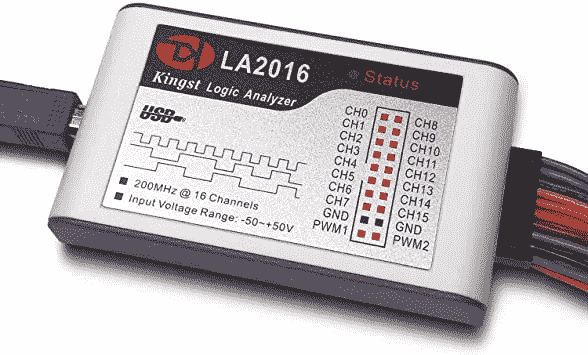 LA2016
Status
Kingst Logic Analyzer
USB
CH0 CH8
CH1 CH9
CH2 CH10
CH3 CH11
CH4 CH12
CH5 CH13
CH6 CH14
CH7 CH15
GND GND
PWM1 PWM2
200MHz @ 16 Channels
Input Voltage Range: -50~+50V